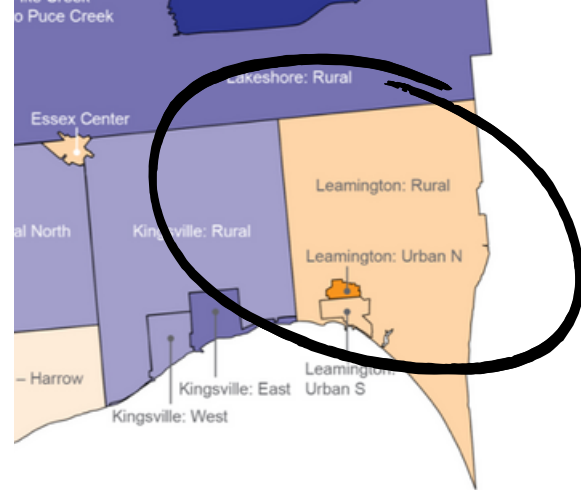 o Puce Creek
Lakeshore: Rural
Essex Center
Leamington: Rural
al North
Kingsville: Rural
Leamington: Urban N
– Harrow
Kingsville: East
Leamington:
Urban S
Kingsville: West